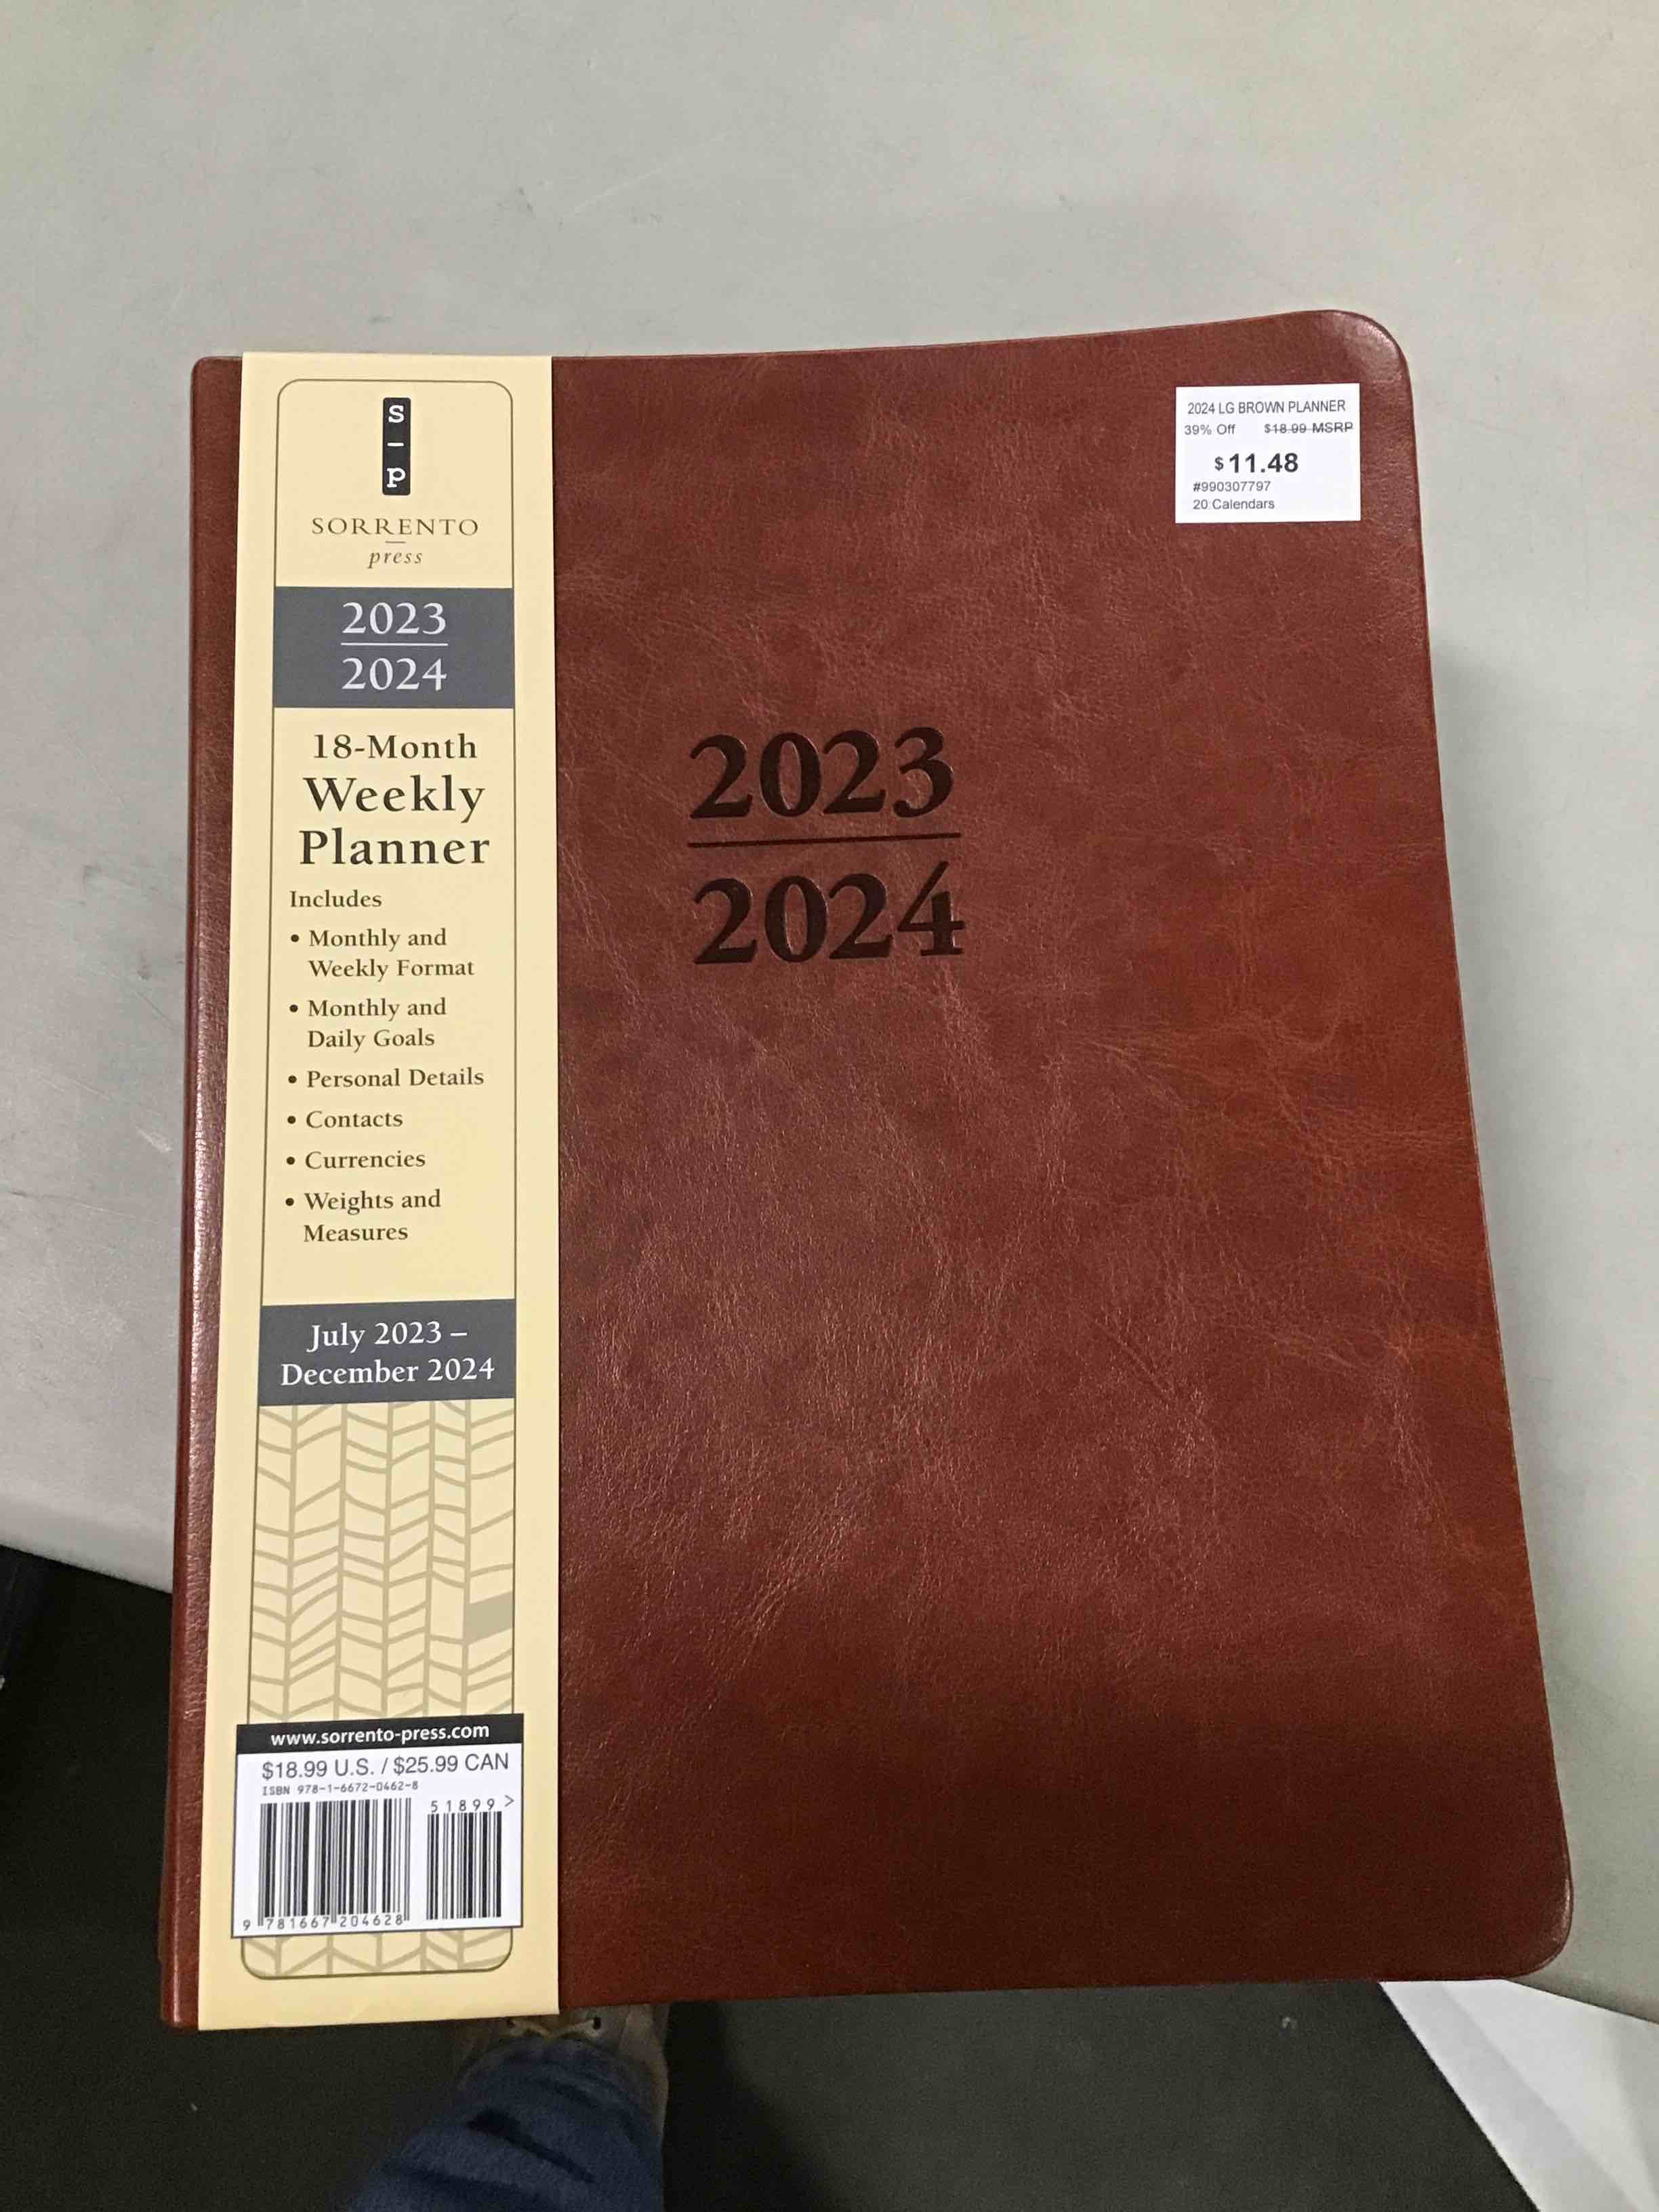 s
p
SORRENTO
press
2023
2024
18-Month
Weekly
Planner
Includes
• Monthly and
Weekly Format
• Monthly and
Daily Goals
• Personal Details
• Contacts
• Currencies
• Weights and
Measures
July 2023 –
December 2024
www.sorrento-press.com
$18.99 U.S. / $25.99 CAN
ISBN 978-1-6672-0462-8
51899>
9 781667 204628
2023
2024
2024 LG BROWN PLANNER
39% Off $18.99 MSRP
$11.48
#990307797
20 Calendars